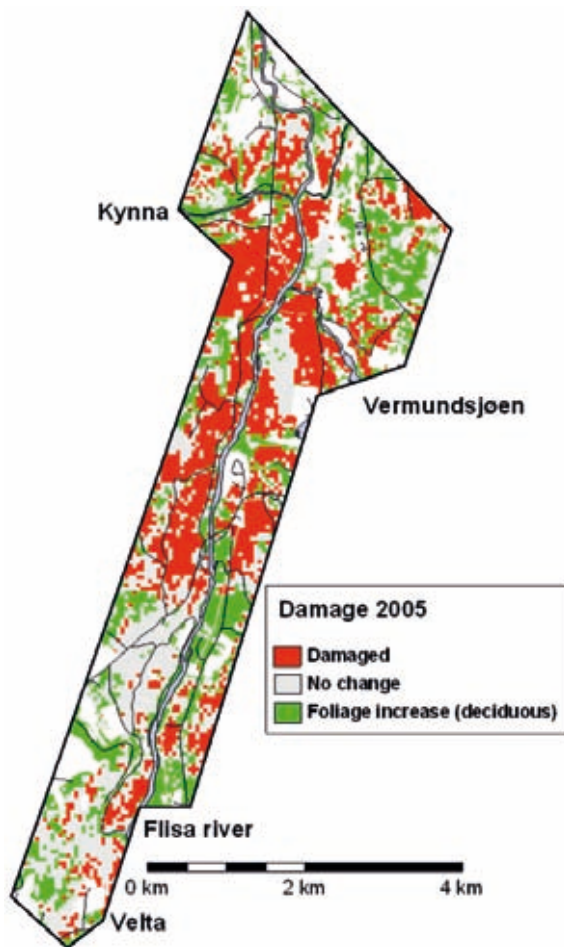 Kynna
Vermundsjøen
Damage 2005
Damaged
No change
Foliage increase (deciduous)
Flisa river
0 km 2 km 4 km
Velta